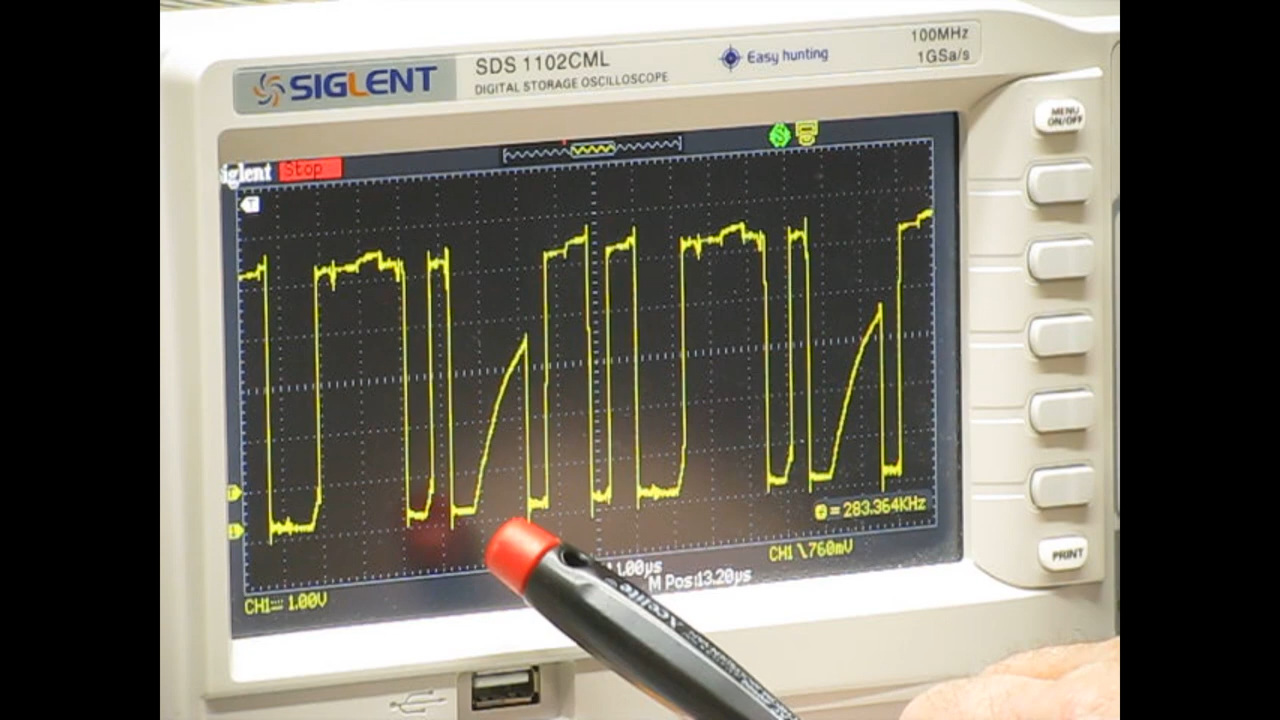 SIGLENT
SDS 1102CML
DIGITAL STORAGE OSCILLOSCOPE
Easy hunting
100MHz
1GSa/s
MENU
ON/OFF
iglent Stop
T
= 283.364KHz
CH1 1.00V
1.00µs
M Pos:13.20µs
CH1 \ 760mV
PRINT